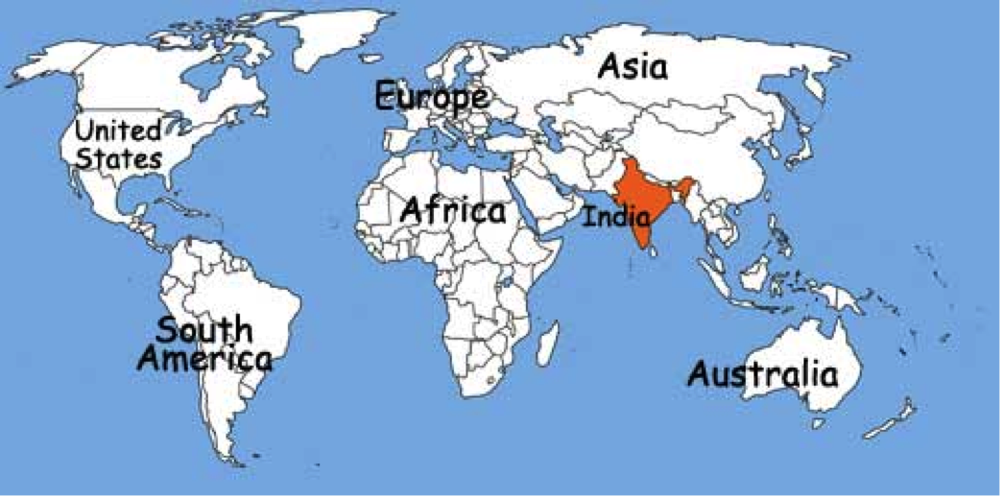 Asia
Europe
United
States
Africa
India
South
America
Australia